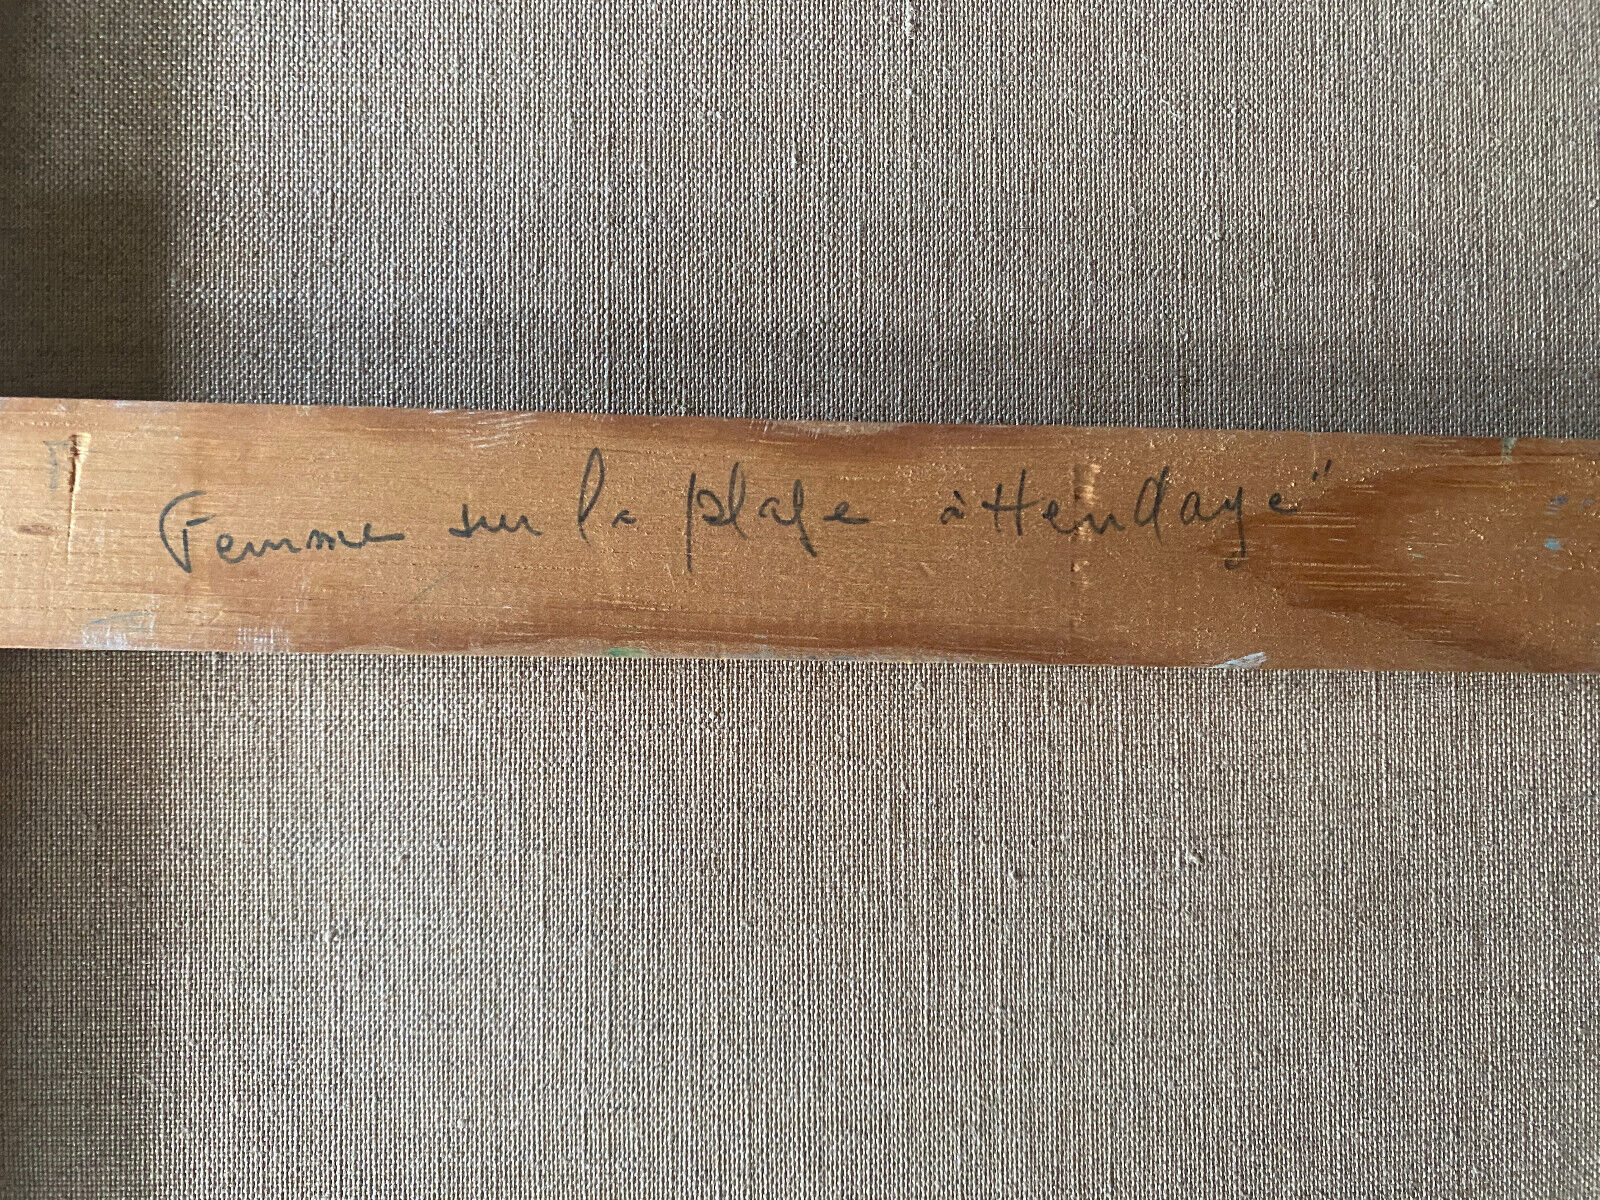 Femme sur la plage à Hendaye"